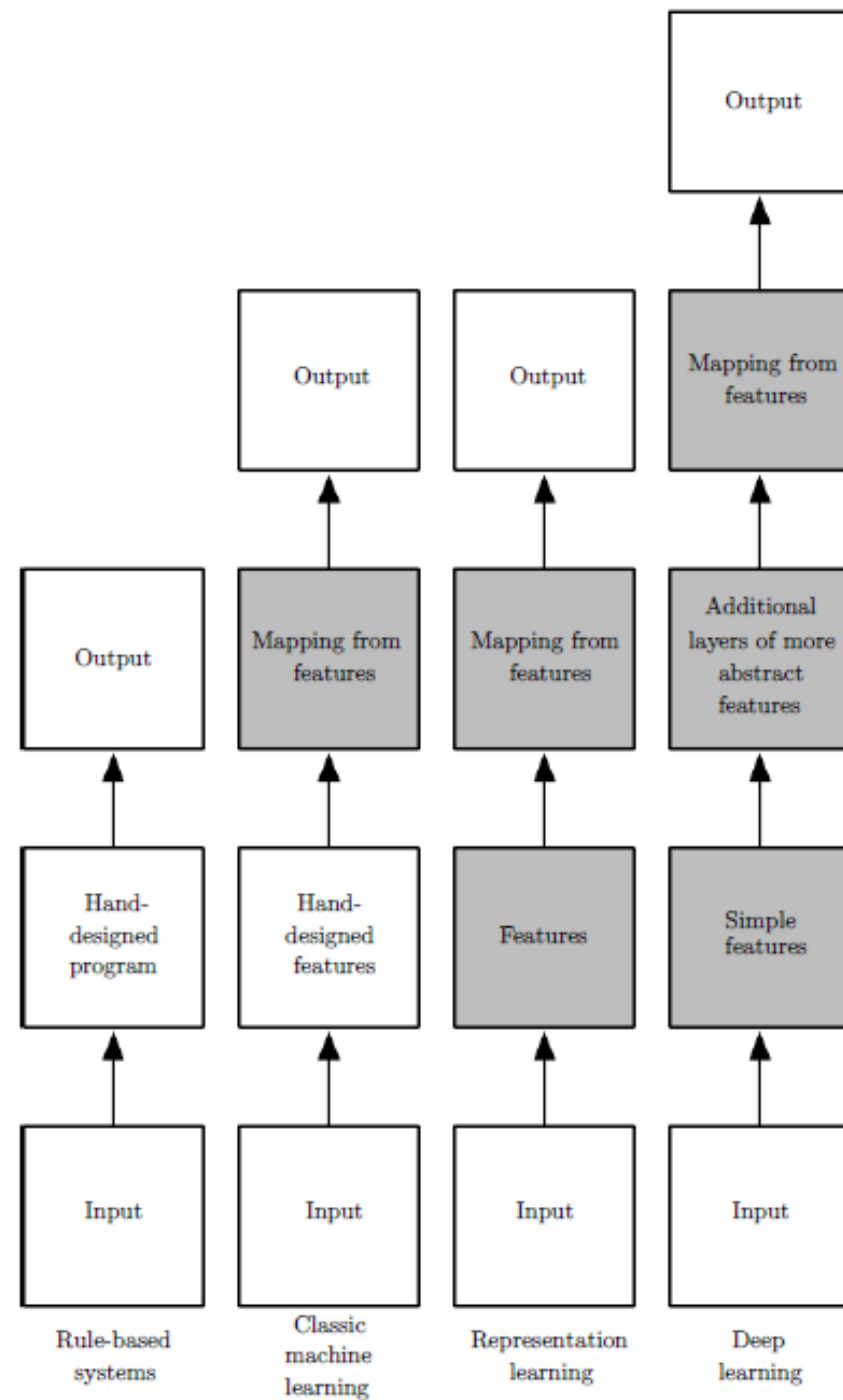 Output
Mapping from
features
Output
Output
Additional
layers of more
abstract
features
Mapping from
features
Mapping from
features
Output
Simple
features
Features
Hand-
designed
features
Hand-
designed
program
Input
Input
Input
Input
Rule-based
systems
Classic
machine
learning
Representation
learning
Deep
learning